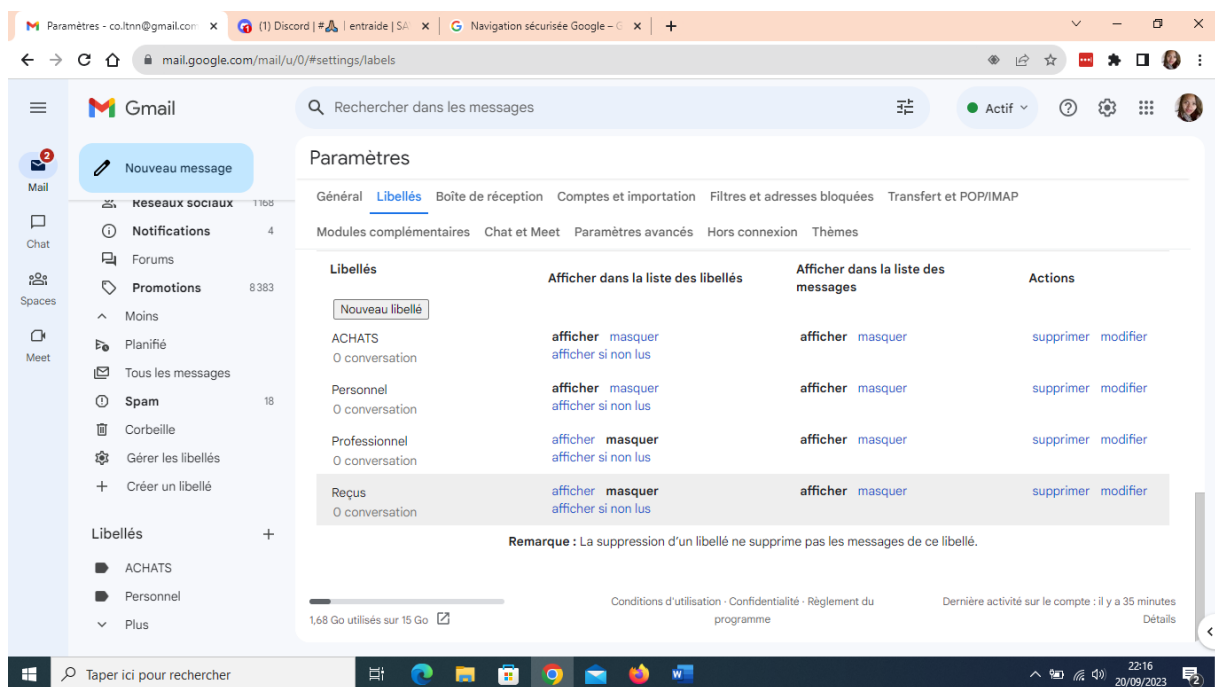 Paramètres - co.ltnn@gmail.com
(1) Discord | # | entraide | SA
Navigation sécurisée Google – G
mail.google.com/mail/u/0/#settings/labels
Gmail
Rechercher dans les messages
Actif
2
Mail
Chat
Spaces
Meet
Nouveau message
Réseaux sociaux 1168
Notifications 4
Forums
Promotions 8 383
Moins
Planifié
Tous les messages
Spam 18
Corbeille
Gérer les libellés
Créer un libellé
Libellés
ACHATS
Personnel
Plus
Paramètres
Général Libellés Boîte de réception Comptes et importation Filtres et adresses bloquées Transfert et POP/IMAP
Modules complémentaires Chat et Meet Paramètres avancés Hors connexion Thèmes
Libellés Afficher dans la liste des libellés Afficher dans la liste des messages Actions
Nouveau libellé
ACHATS afficher masquer afficher masquer supprimer modifier
0 conversation afficher si non lus
Personnel afficher masquer afficher masquer supprimer modifier
0 conversation afficher si non lus
Professionnel afficher masquer afficher masquer supprimer modifier
0 conversation afficher si non lus
Reçus afficher masquer afficher masquer supprimer modifier
0 conversation afficher si non lus
Remarque : La suppression d’un libellé ne supprime pas les messages de ce libellé.
1,68 Go utilisés sur 15 Go
Conditions d'utilisation · Confidentialité · Règlement du
programme
Dernière activité sur le compte : il y a 35 minutes
Détails
Taper ici pour rechercher
22:16
20/09/2023
2